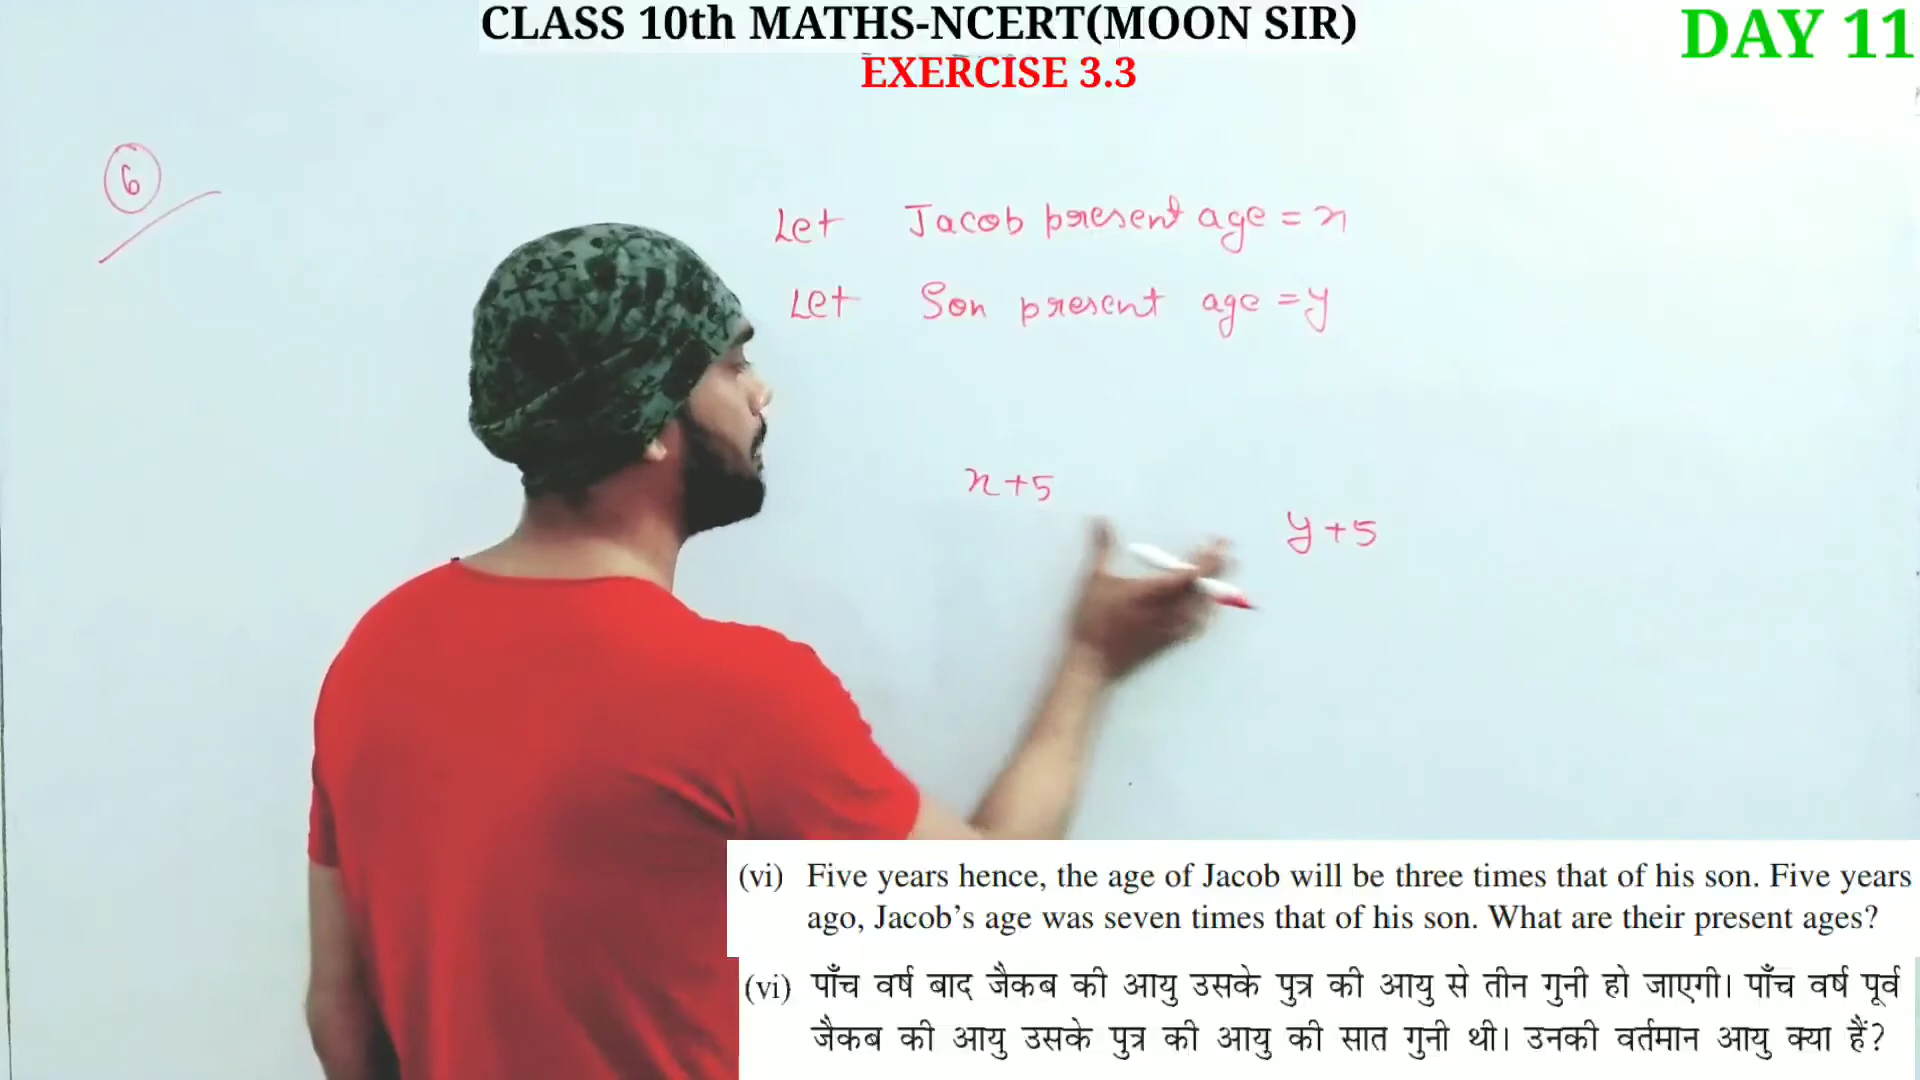 CLASS 10th MATHS-NCERT(MOON SIR)
DAY 11
EXERCISE 3.3
6
Let Jacob present age = x
Let Son present age = y
x+5
y+5
(vi) Five years hence, the age of Jacob will be three times that of his son. Five years
ago, Jacob's age was seven times that of his son. What are their present ages?
(vi) पाँच वर्ष बाद जैकब की आयु उसके पुत्र की आयु से तीन गुनी हो जाएगी। पाँच वर्ष पूर्व
जैकब की आयु उसके पुत्र की आयु की सात गुनी थी। उनकी वर्तमान आयु क्या हैं?